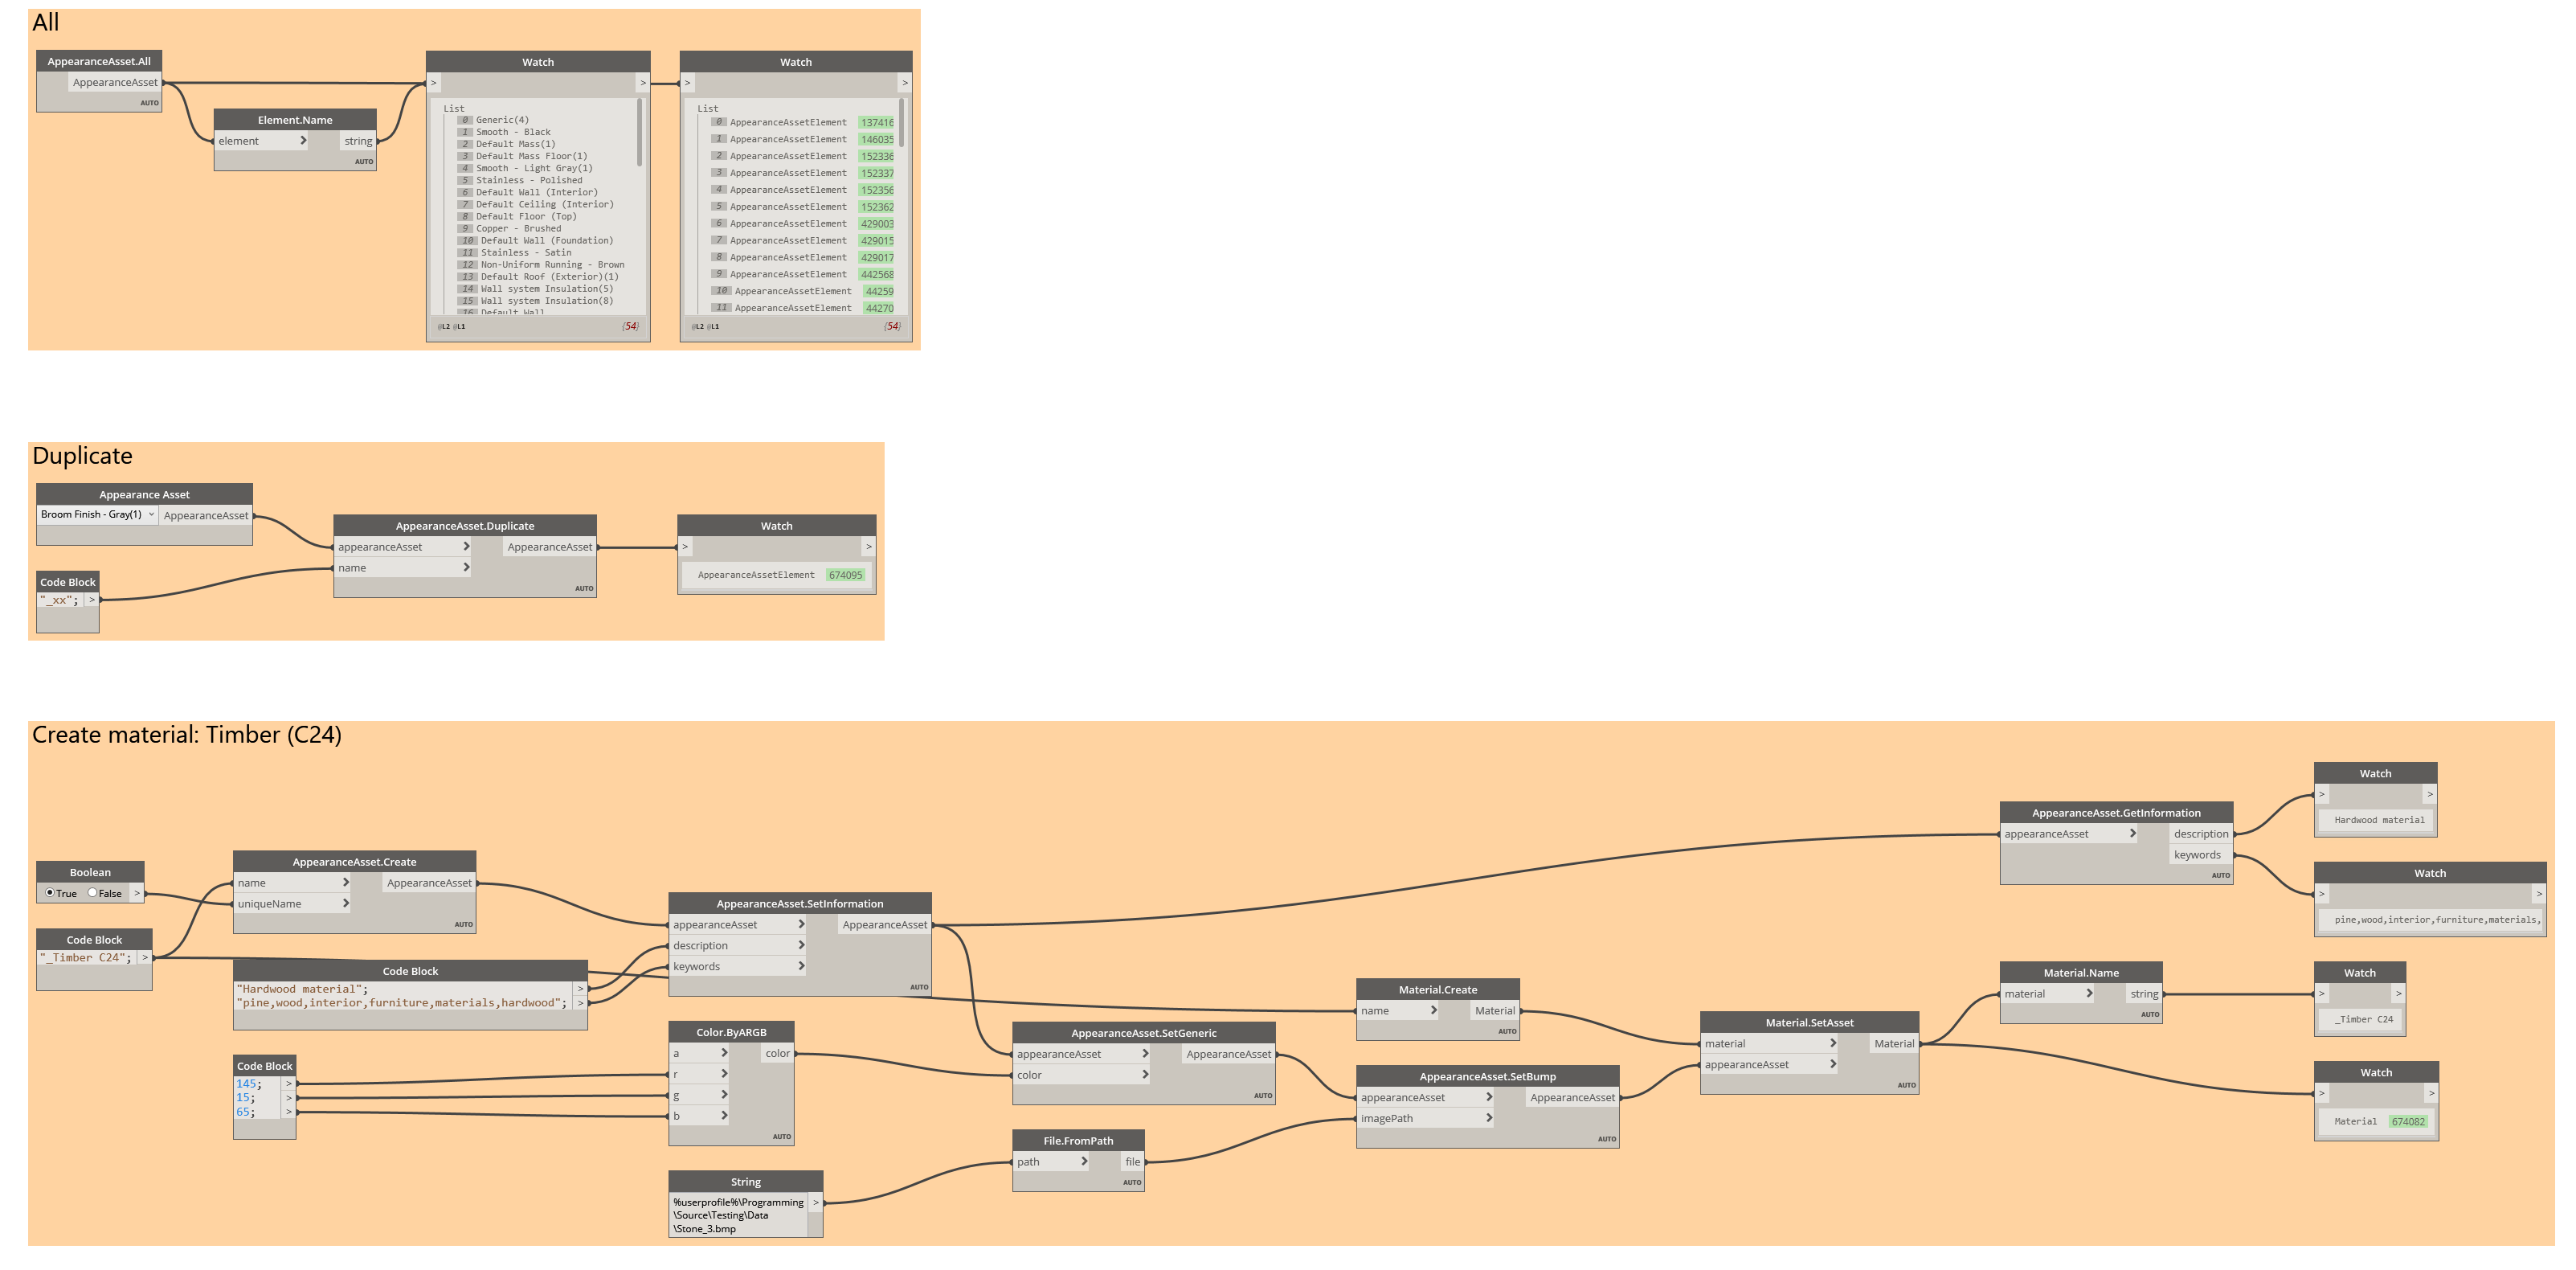 All
AppearanceAsset.All
AppearanceAsset
AUTO
Element.Name
element > string
AUTO
Watch
> >
List
0 Generic(4)
1 Smooth - Black
2 Default Mass(1)
3 Default Mass Floor(1)
4 Smooth - Light Gray(1)
5 Stainless - Polished
6 Default Wall (Interior)
7 Default Ceiling (Interior)
8 Default Floor (Top)
9 Copper - Brushed
10 Default Wall (Foundation)
11 Stainless - Satin
12 Non-Uniform Running - Brown
13 Default Roof (Exterior)(1)
14 Wall system Insulation(5)
15 Wall system Insulation(8)
16 Default Wall
@L2 @L1 {54}
Watch
> >
List
0 AppearanceAssetElement 137416
1 AppearanceAssetElement 146035
2 AppearanceAssetElement 152336
3 AppearanceAssetElement 152337
4 AppearanceAssetElement 152356
5 AppearanceAssetElement 152362
6 AppearanceAssetElement 429003
7 AppearanceAssetElement 429015
8 AppearanceAssetElement 429017
9 AppearanceAssetElement 442568
10 AppearanceAssetElement 44259
11 AppearanceAssetElement 44270
@L2 @L1 {54}
Duplicate
Appearance Asset
Broom Finish - Gray(1) AppearanceAsset
Code Block
"_xx"; >
AppearanceAsset.Duplicate
appearanceAsset > AppearanceAsset
name >
AUTO
Watch
> >
AppearanceAssetElement 674095
Create material: Timber (C24)
Boolean
True False >
Code Block
"_Timber C24"; >
AppearanceAsset.Create
name > AppearanceAsset
uniqueName >
AUTO
Code Block
"Hardwood material"; >
"pine,wood,interior,furniture,materials,hardwood"; >
Code Block
145; >
15; >
65; >
AppearanceAsset.SetInformation
appearanceAsset > AppearanceAsset
description >
keywords >
AUTO
Color.ByARGB
a > color
r >
g >
b >
AUTO
String
%userprofile%\Programming >
\Source\Testing\Data
\Stone_3.bmp
AppearanceAsset.SetGeneric
appearanceAsset > AppearanceAsset
color >
AUTO
File.FromPath
path > file
AUTO
Material.Create
name > Material
AUTO
AppearanceAsset.SetBump
appearanceAsset > AppearanceAsset
imagePath >
AUTO
Material.SetAsset
material > Material
appearanceAsset >
AUTO
AppearanceAsset.GetInformation
appearanceAsset > description
keywords
AUTO
Material.Name
material > string
AUTO
Watch
> >
Hardwood material
Watch
> >
pine,wood,interior,furniture,materials,
Watch
> >
_Timber C24
Watch
> >
Material 674082